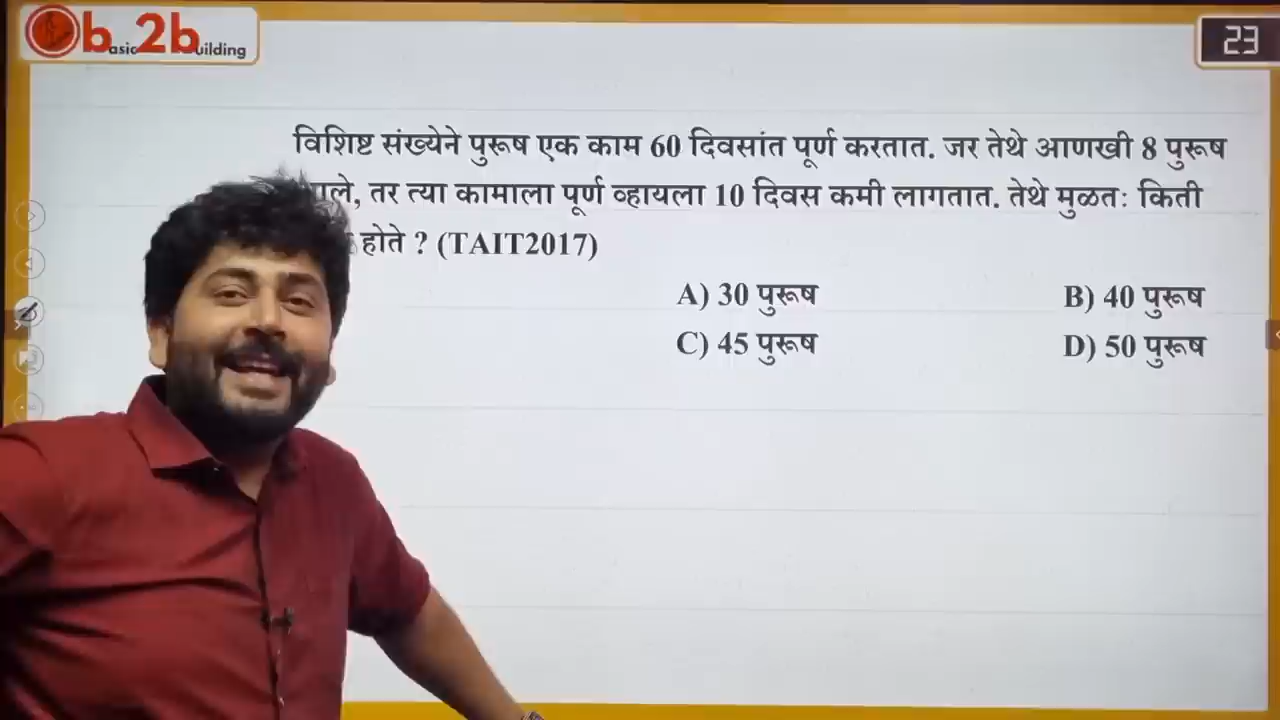 b asic 2b uilding
23
विशिष्ट संख्येने पुरूष एक काम 60 दिवसांत पूर्ण करतात. जर तेथे आणखी 8 पुरूष
तर त्या कामाला पूर्ण व्हायला 10 दिवस कमी लागतात. तेथे मुळतः किती
होते ? (TAIT2017)
A) 30 पुरूष
B) 40 पुरूष
C) 45 पुरूष
D) 50 पुरूष